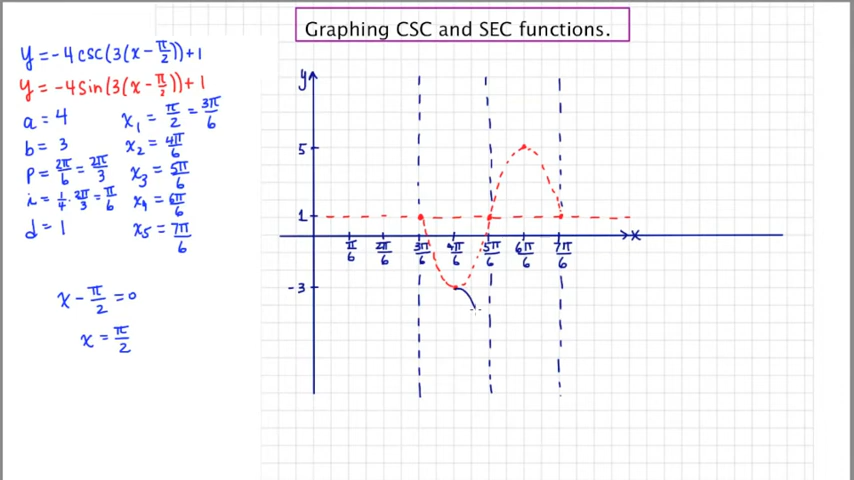 Graphing CSC and SEC functions.
y = -4 csc(3(x - π/2)) + 1
y = -4 sin(3(x - π/2)) + 1
a = 4
b = 3
P = 2π/6 = 2π/3
i = 1/4 · 2π/3 = π/6
d = 1
x₁ = π/2 = 3π/6
x₂ = 4π/6
x₃ = 5π/6
x₄ = 6π/6
x₅ = 7π/6
x - π/2 = 0
x = π/2
y
5
1
π/6 2π/6 3π/6 4π/6 5π/6 6π/6 7π/6 x
-3